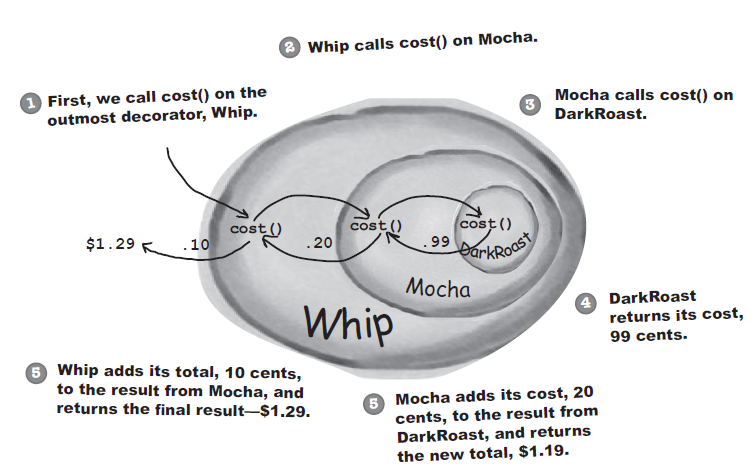 2 Whip calls cost() on Mocha.
1 First, we call cost() on the
outmost decorator, Whip.
3 Mocha calls cost() on
DarkRoast.
cost() cost() cost()
$1.29 .10 .20 .99 DarkRoast
Mocha
Whip
4 DarkRoast
returns its cost,
99 cents.
5 Whip adds its total, 10 cents,
to the result from Mocha, and
returns the final result—$1.29.
5 Mocha adds its cost, 20
cents, to the result from
DarkRoast, and returns
the new total, $1.19.